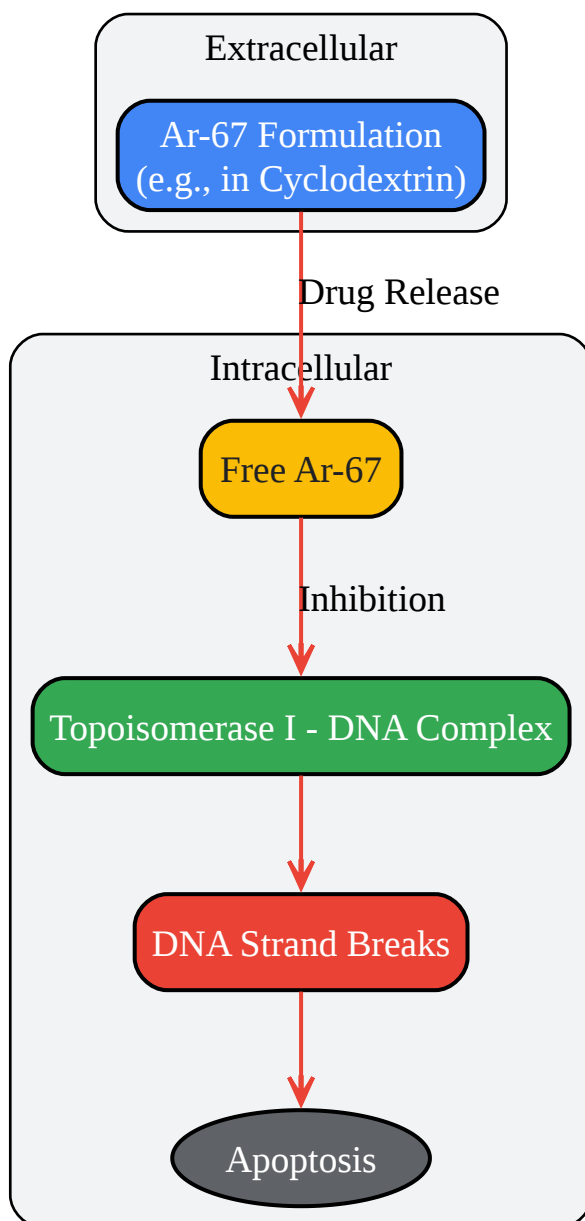 Extracellular
Ar-67 Formulation
(e.g., in Cyclodextrin)
Drug Release
Intracellular
Free Ar-67
Inhibition
Topoisomerase I - DNA Complex
DNA Strand Breaks
Apoptosis